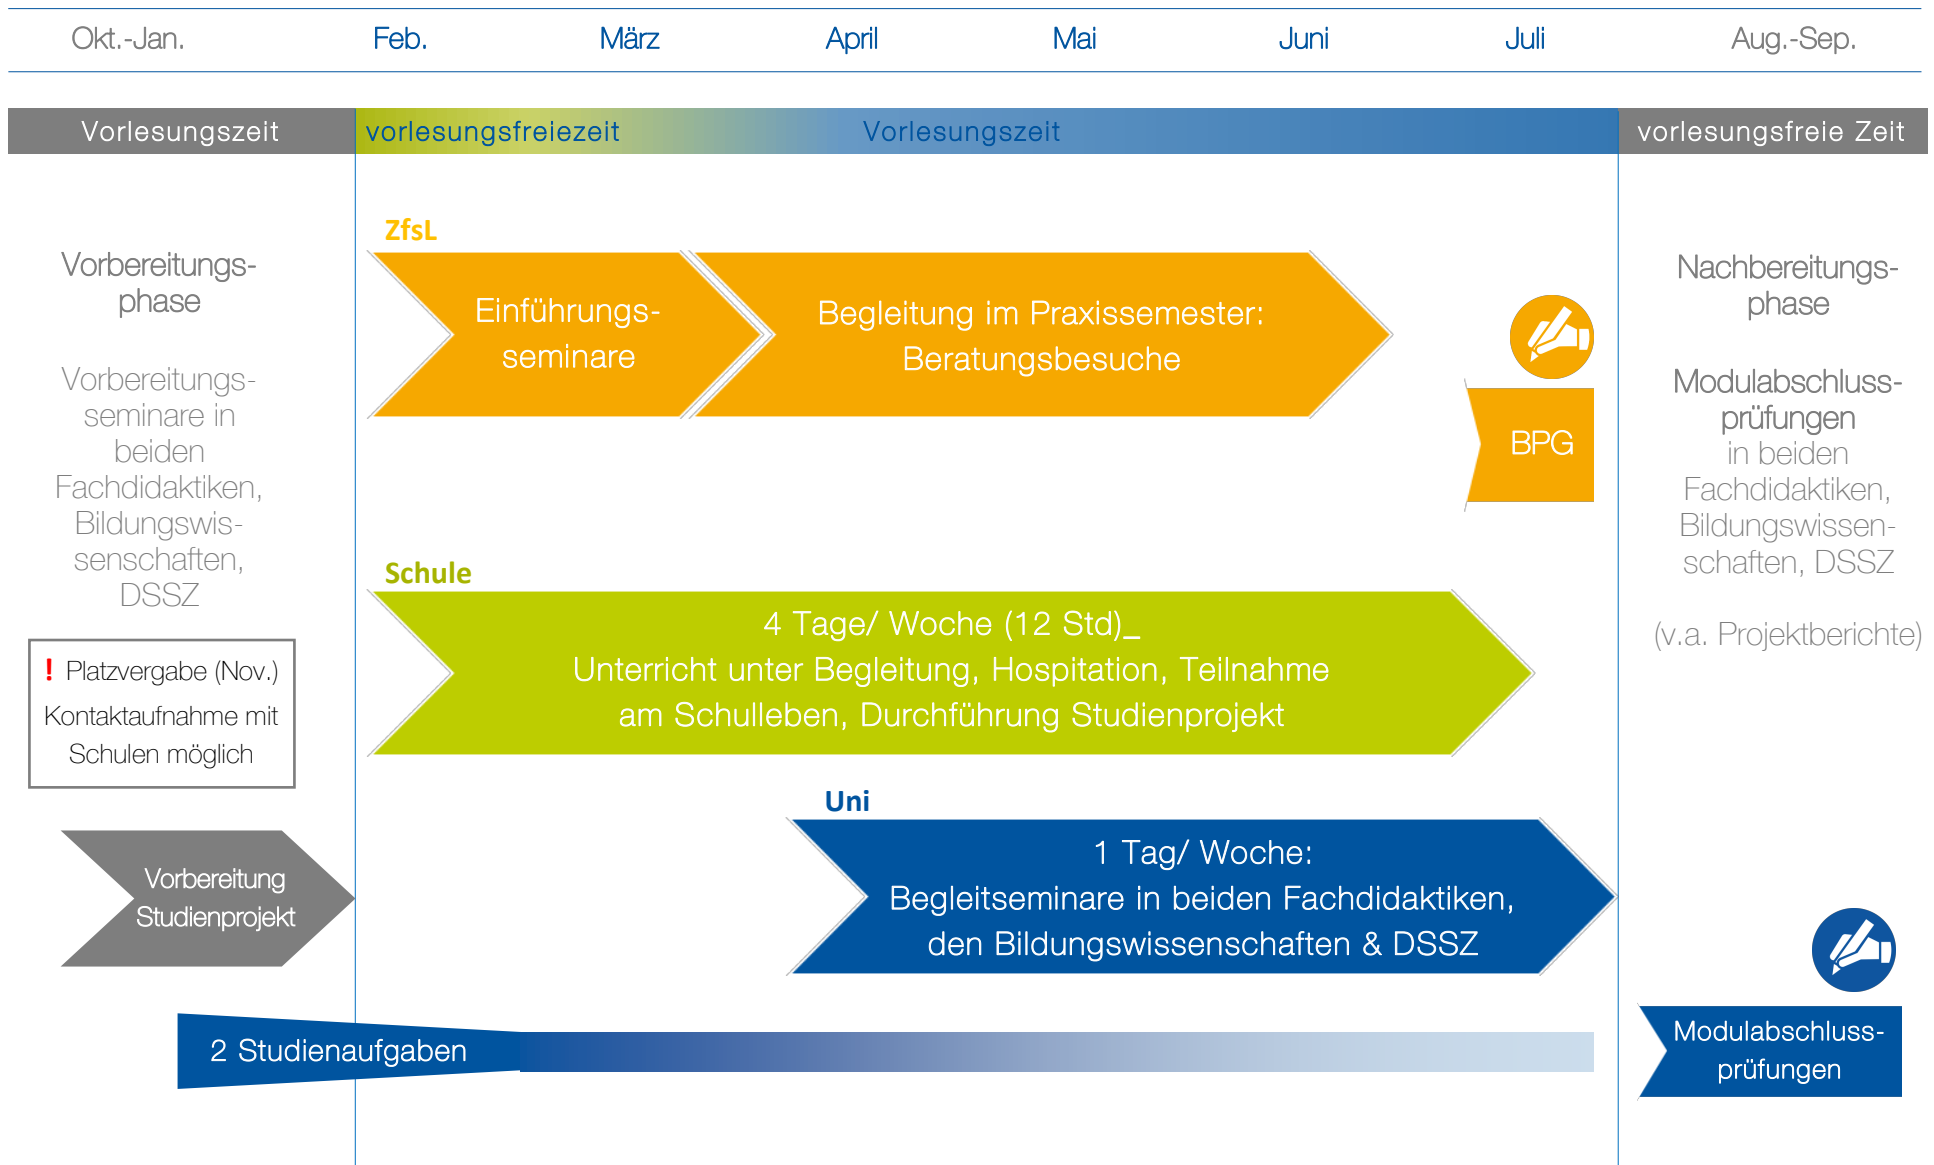 Okt.-Jan. Feb. März April Mai Juni Juli Aug.-Sep.
Vorlesungszeit vorlesungsfreiezeit Vorlesungszeit vorlesungsfreie Zeit
Vorbereitungs-
phase
Vorbereitungs-
seminare in
beiden
Fachdidaktiken,
Bildungswis-
senschaften,
DSSZ
! Platzvergabe (Nov.)
Kontaktaufnahme mit
Schulen möglich
Vorbereitung
Studienprojekt
ZfsL
Einführungs-
seminare
Begleitung im Praxissemester:
Beratungsbesuche
BPG
Schule
4 Tage/ Woche (12 Std)_
Unterricht unter Begleitung, Hospitation, Teilnahme
am Schulleben, Durchführung Studienprojekt
Uni
1 Tag/ Woche:
Begleitseminare in beiden Fachdidaktiken,
den Bildungswissenschaften & DSSZ
2 Studienaufgaben
Nachbereitungs-
phase
Modulabschluss-
prüfungen
in beiden
Fachdidaktiken,
Bildungswissen-
schaften, DSSZ
(v.a. Projektberichte)
Modulabschluss-
prüfungen